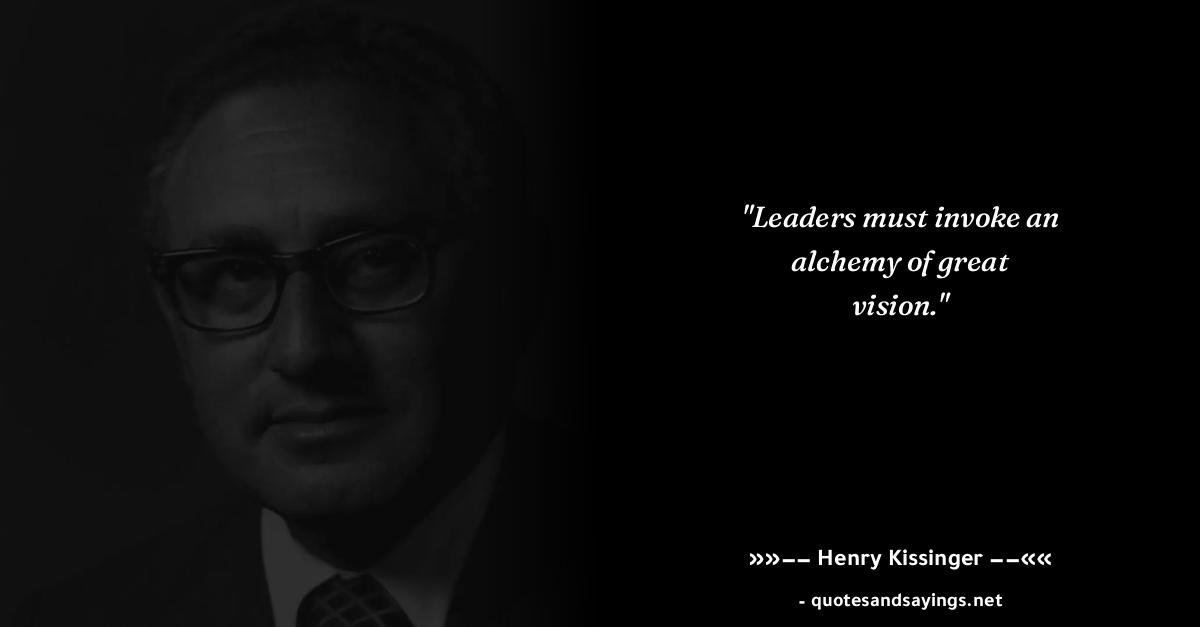 "Leaders must invoke an
alchemy of great
vision."
»»−− Henry Kissinger −−««
- quotesandsayings.net